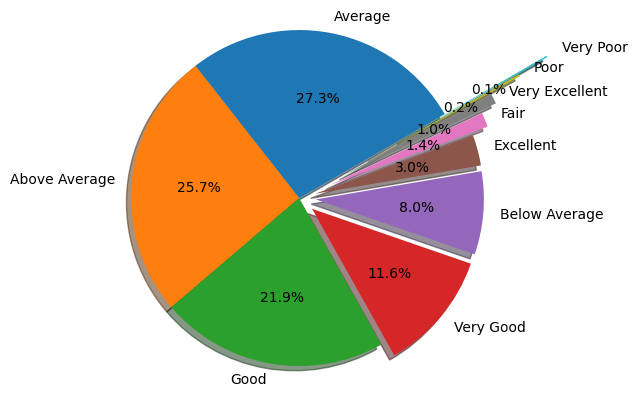 Average
27.3%
Above Average
25.7%
Good
21.9%
Very Good
11.6%
Below Average
8.0%
Excellent
3.0%
Fair
1.4%
Very Excellent
1.0%
Poor
0.2%
Very Poor
0.1%